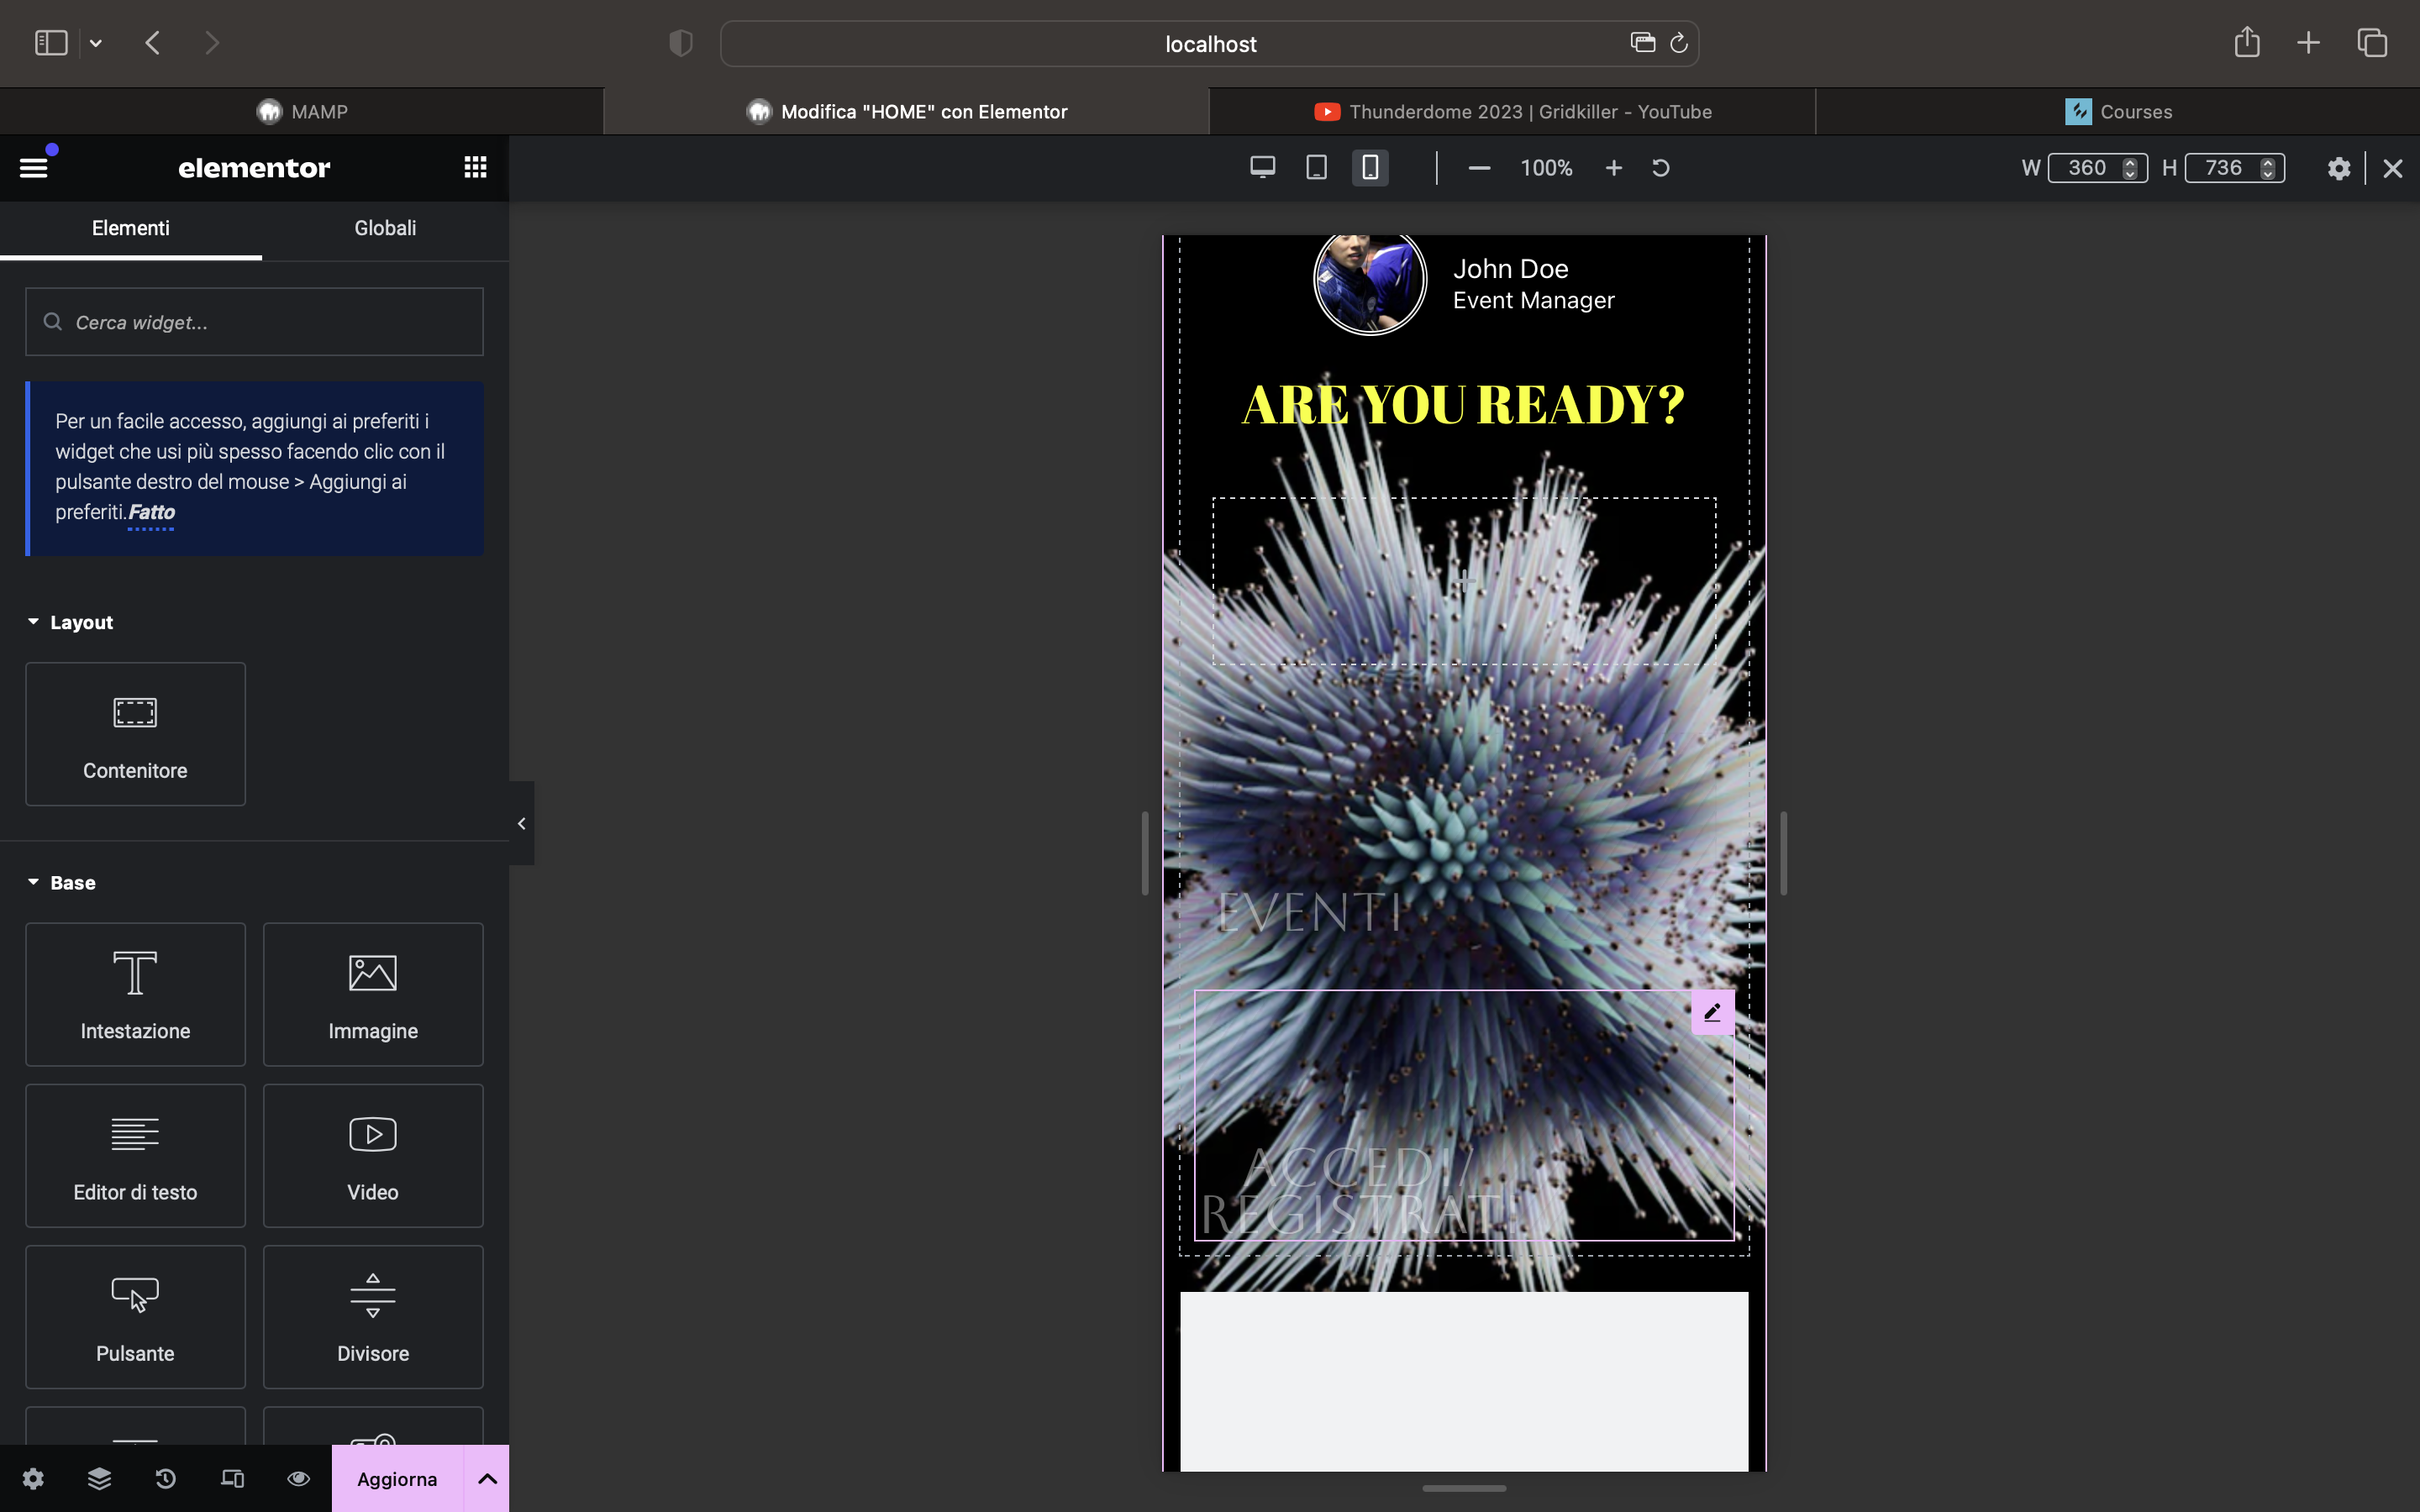 localhost
MAMP
Modifica "HOME" con Elementor
Thunderdome 2023 | Gridkiller - YouTube
Courses
elementor
100%
W 360 H 736
Elementi
Globali
Cerca widget...
Per un facile accesso, aggiungi ai preferiti i
widget che usi più spesso facendo clic con il
pulsante destro del mouse > Aggiungi ai
preferiti.Fatto
Layout
Contenitore
Base
Intestazione
Immagine
Editor di testo
Video
Pulsante
Divisore
Aggiorna
John Doe
Event Manager
ARE YOU READY?
EVENTI
ACCEDI/
REGISTRATI